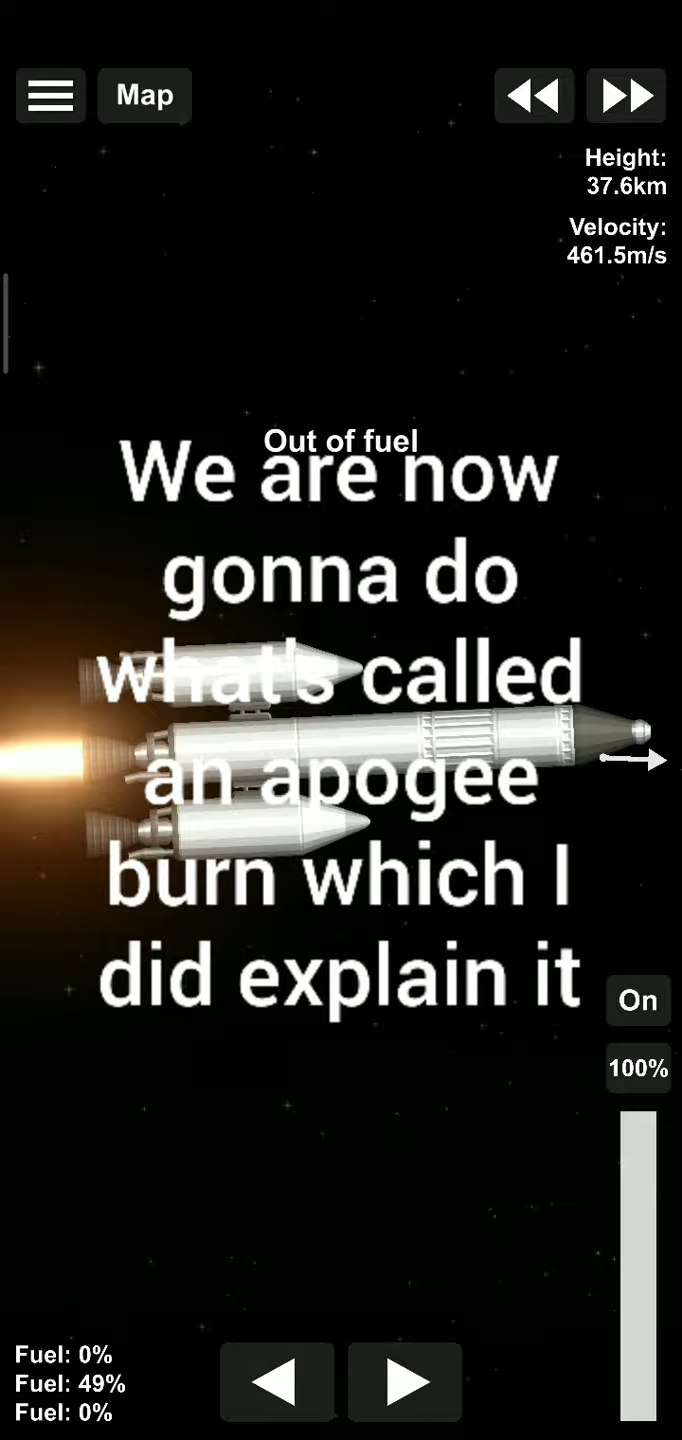 Map
Height:
37.6km
Velocity:
461.5m/s
Out of fuel
We are now
gonna do
what's called
an apogee
burn which I
did explain it
On
100%
Fuel: 0%
Fuel: 49%
Fuel: 0%